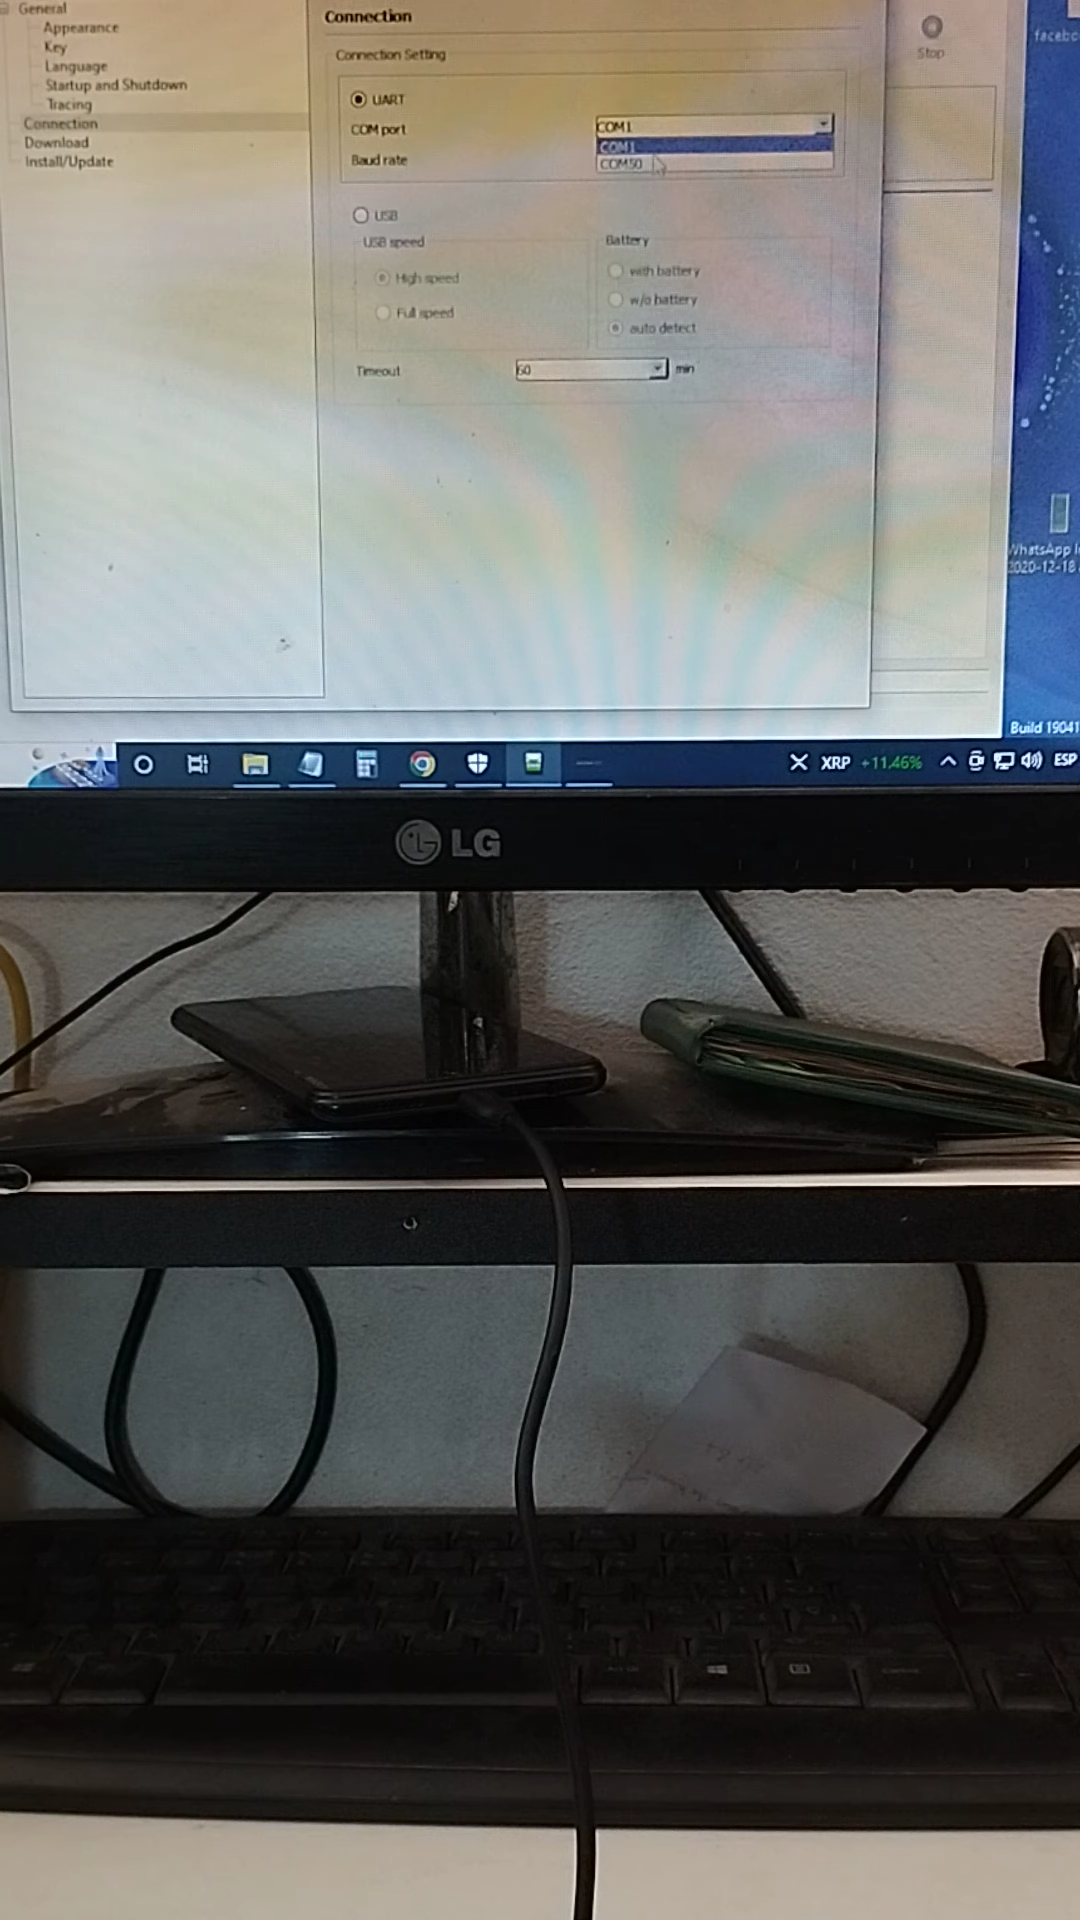 General
Appearance
Key
Language
Startup and Shutdown
Tracing
Connection
Download
Install/Update
Connection
Connection Setting
UART
COM port
COM1
COM1
COM50
Baud rate
USB
USB speed
High speed
Full speed
Battery
with battery
w/o battery
auto detect
Timeout
60
min
Stop
facebo
WhatsApp I
2020-12-18
Build 19041
XRP +11.46%
ESP
LG